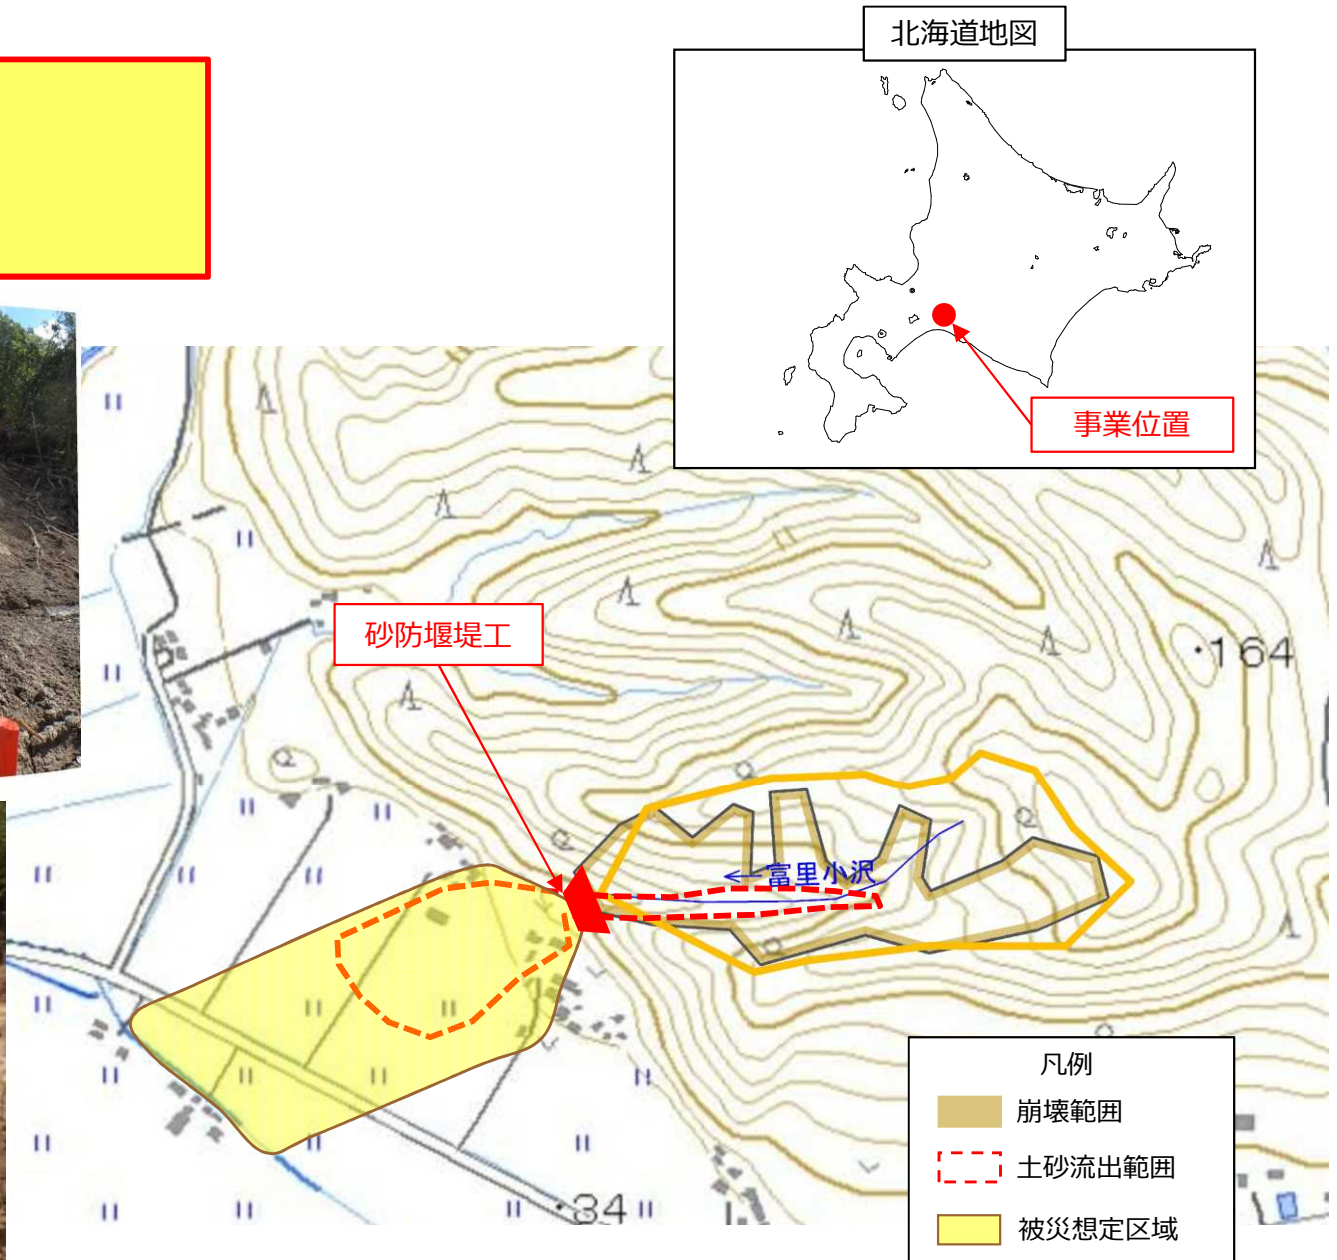 北海道地図
事業位置
砂防堰堤工
・164
←富里小沢
・34
凡例
崩壊範囲
土砂流出範囲
被災想定区域